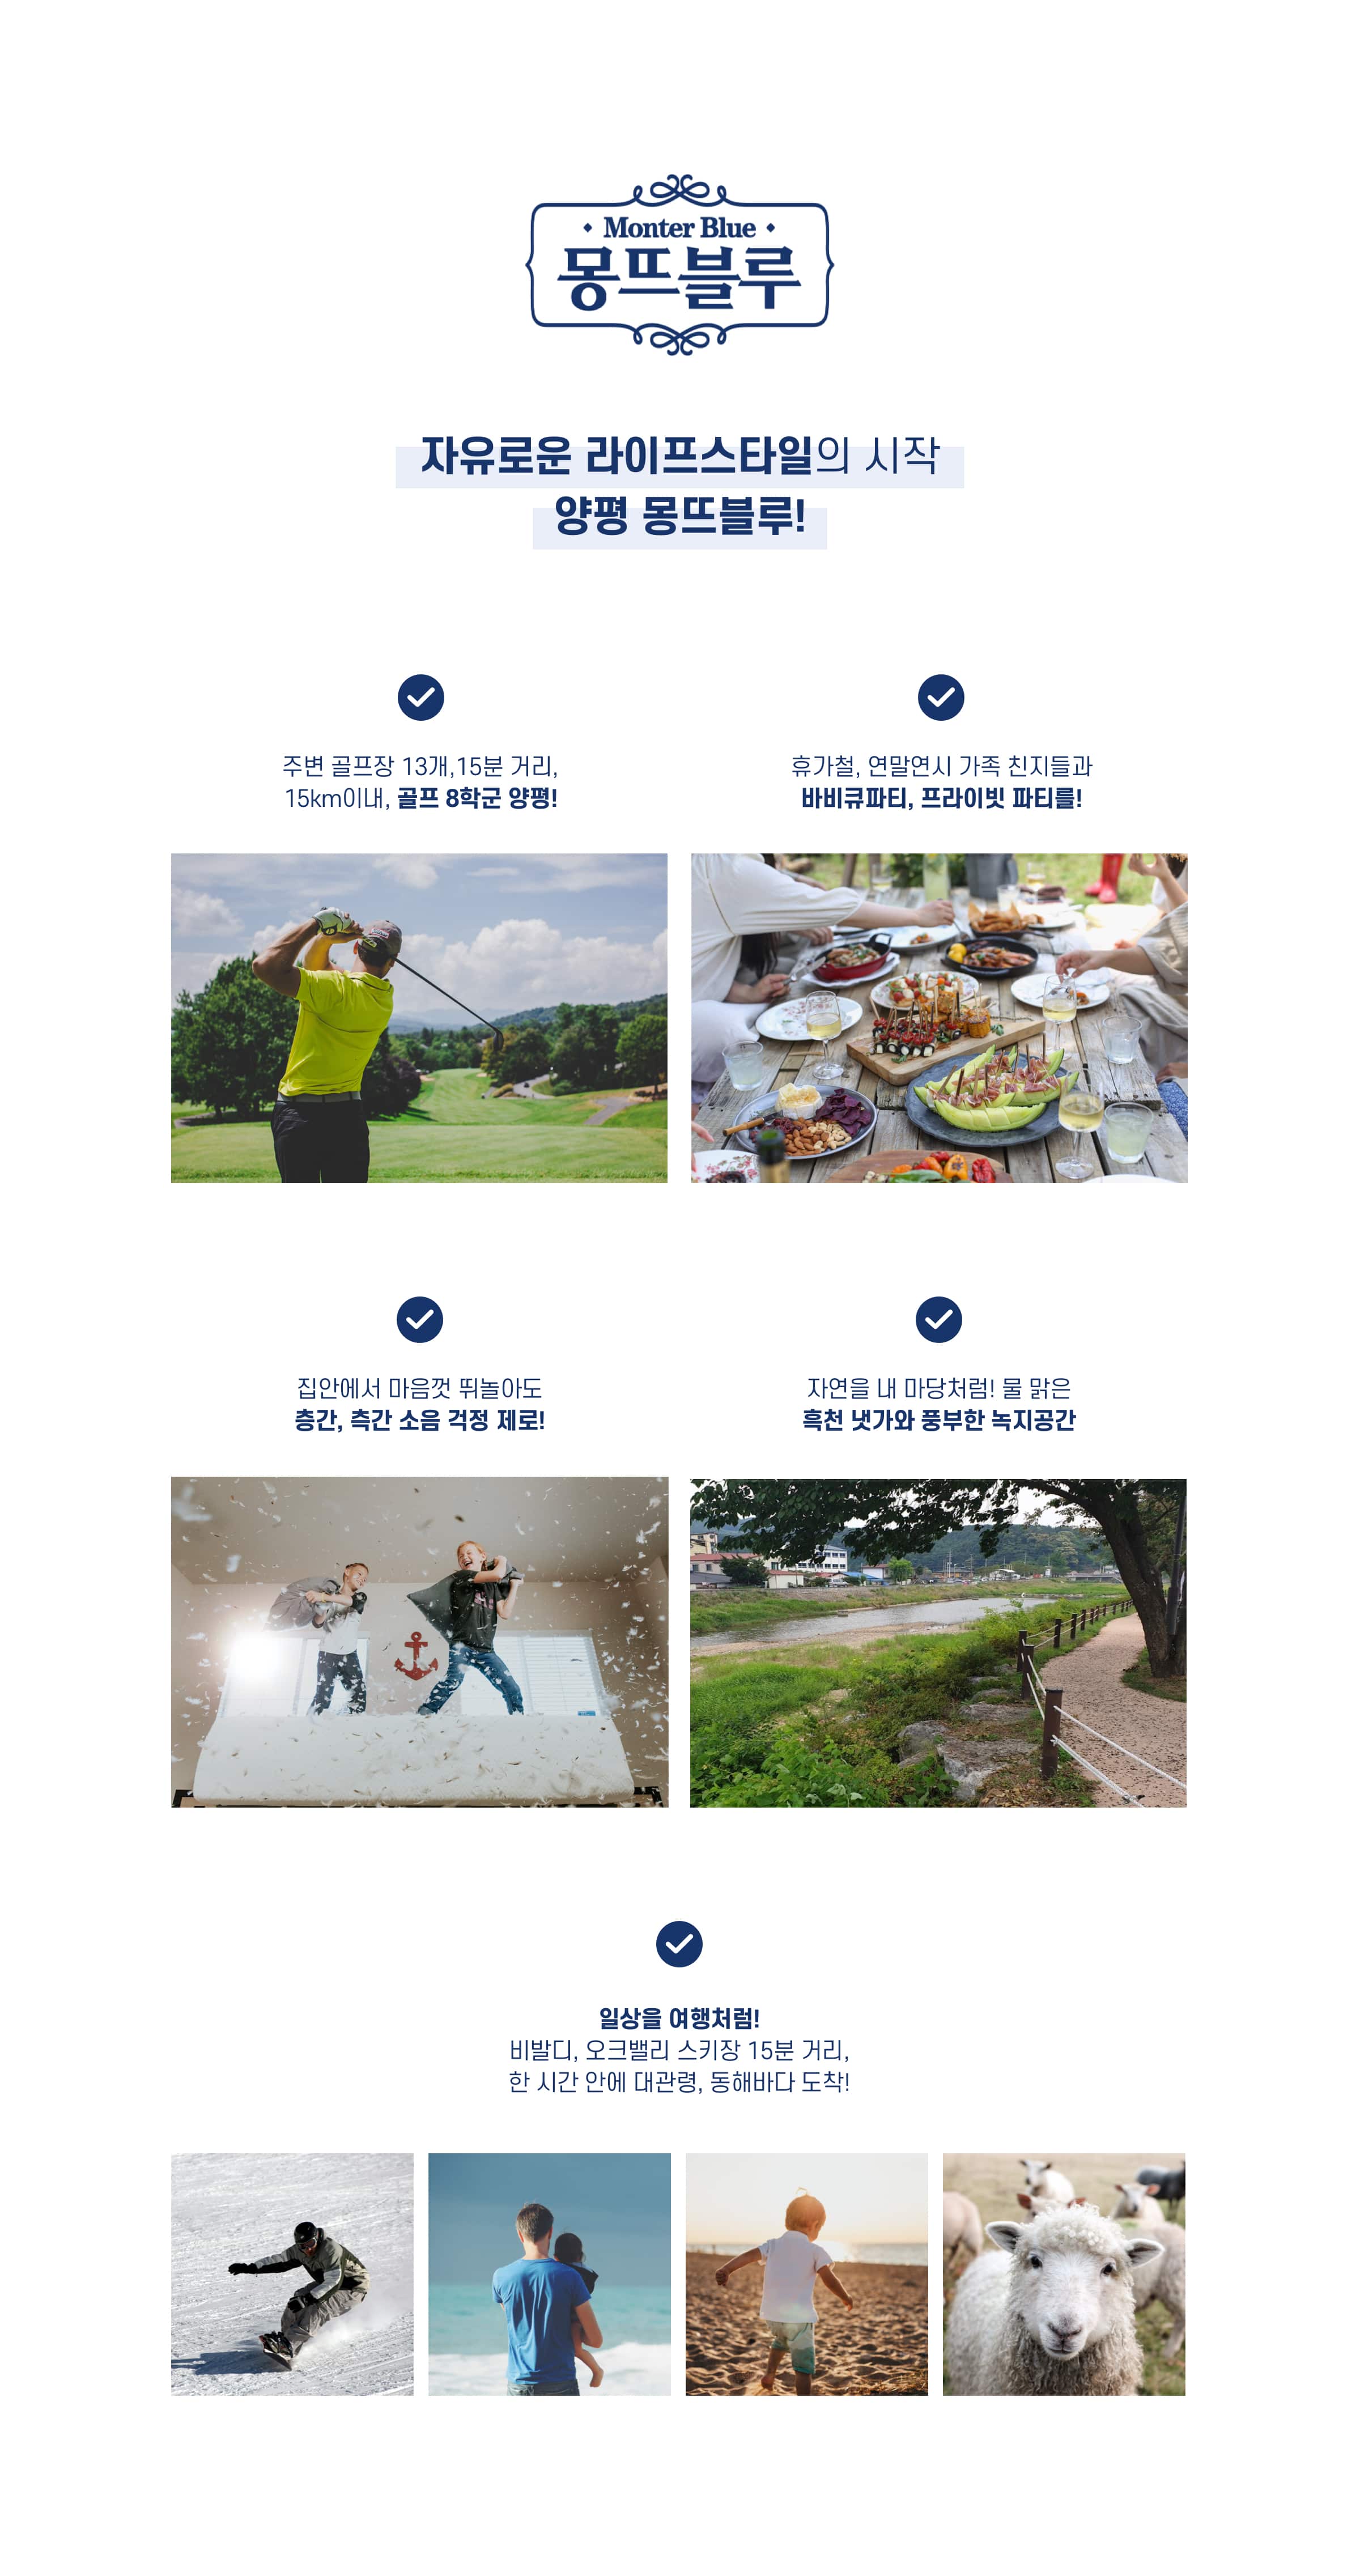 Monter Blue
몽뜨블루
자유로운 라이프스타일의 시작
양평 몽뜨블루!
주변 골프장 13개,15분 거리,
15km이내, 골프 8학군 양평!
휴가철, 연말연시 가족 친지들과
바비큐파티, 프라이빗 파티를!
집안에서 마음껏 뛰놀아도
층간, 측간 소음 걱정 제로!
자연을 내 마당처럼! 물 맑은
흑천 냇가와 풍부한 녹지공간
일상을 여행처럼!
비발디, 오크밸리 스키장 15분 거리,
한 시간 안에 대관령, 동해바다 도착!